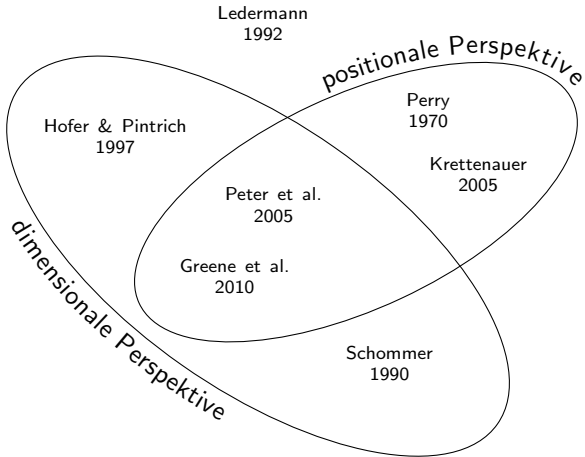 Ledermann
1992
positionale Perspektive
Perry
1970
Hofer & Pintrich
1997
Krettenauer
2005
Peter et al.
2005
dimensionale Perspektive
Greene et al.
2010
Schommer
1990